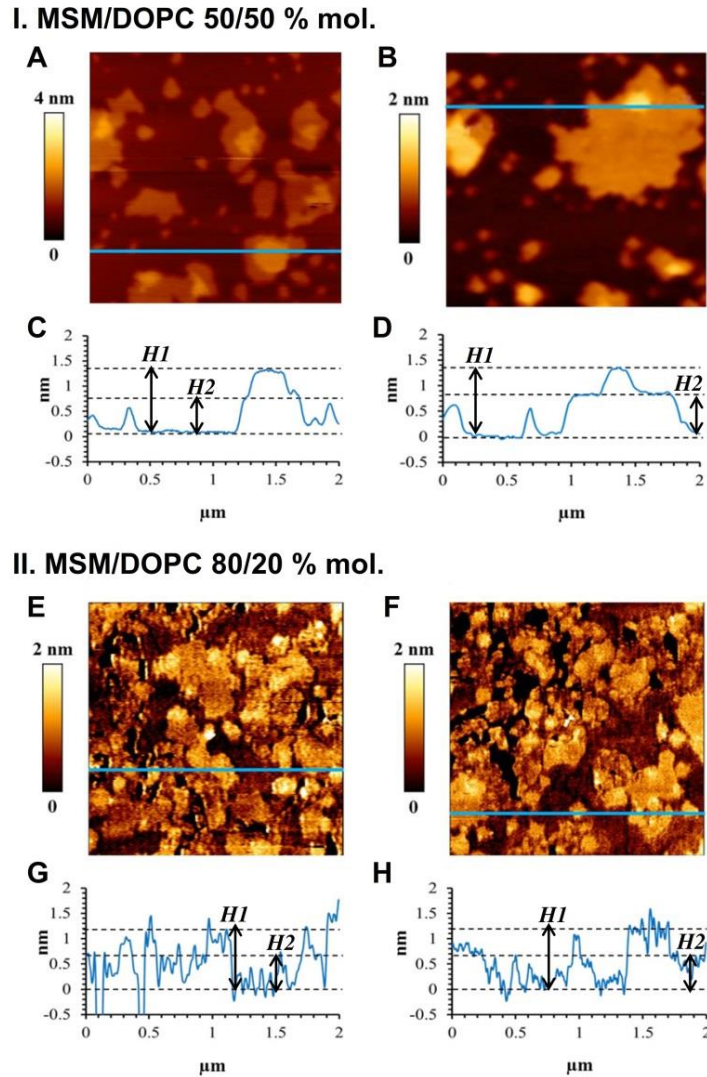 I. MSM/DOPC 50/50 % mol.
A
B
4 nm
0
2 nm
0
C
D
2
1.5
1
0.5
0
-0.5
nm
H1
H2
0 0.5 1 1.5 2
µm
2
1.5
1
0.5
0
-0.5
nm
H1
H2
0 0.5 1 1.5 2
µm
II. MSM/DOPC 80/20 % mol.
E
F
2 nm
0
2 nm
0
G
H
2
1.5
1
0.5
0
-0.5
nm
H1
H2
0 0.5 1 1.5 2
µm
2
1.5
1
0.5
0
-0.5
nm
H1
H2
0 0.5 1 1.5 2
µm